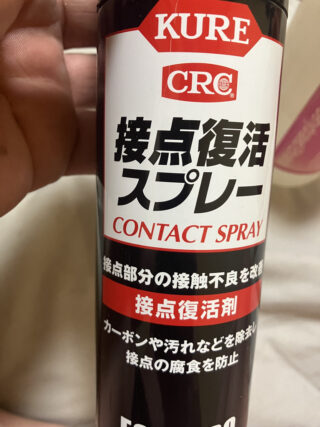 KURE
CRC
接点復活
スプレー
CONTACT SPRAY
接点部分の接触不良を改善
接点復活剤
カーボンや汚れなどを除去し
接点の腐食を防止